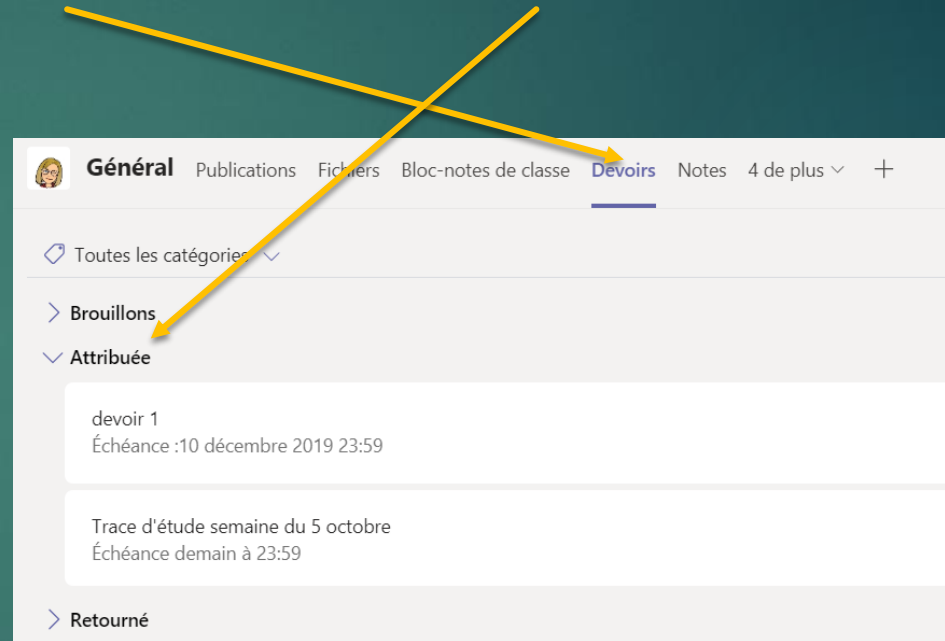 Général Publications Fichiers Bloc-notes de classe Devoirs Notes 4 de plus
Toutes les catégories
Brouillons
Attribuée
devoir 1
Échéance :10 décembre 2019 23:59
Trace d'étude semaine du 5 octobre
Échéance demain à 23:59
Retourné